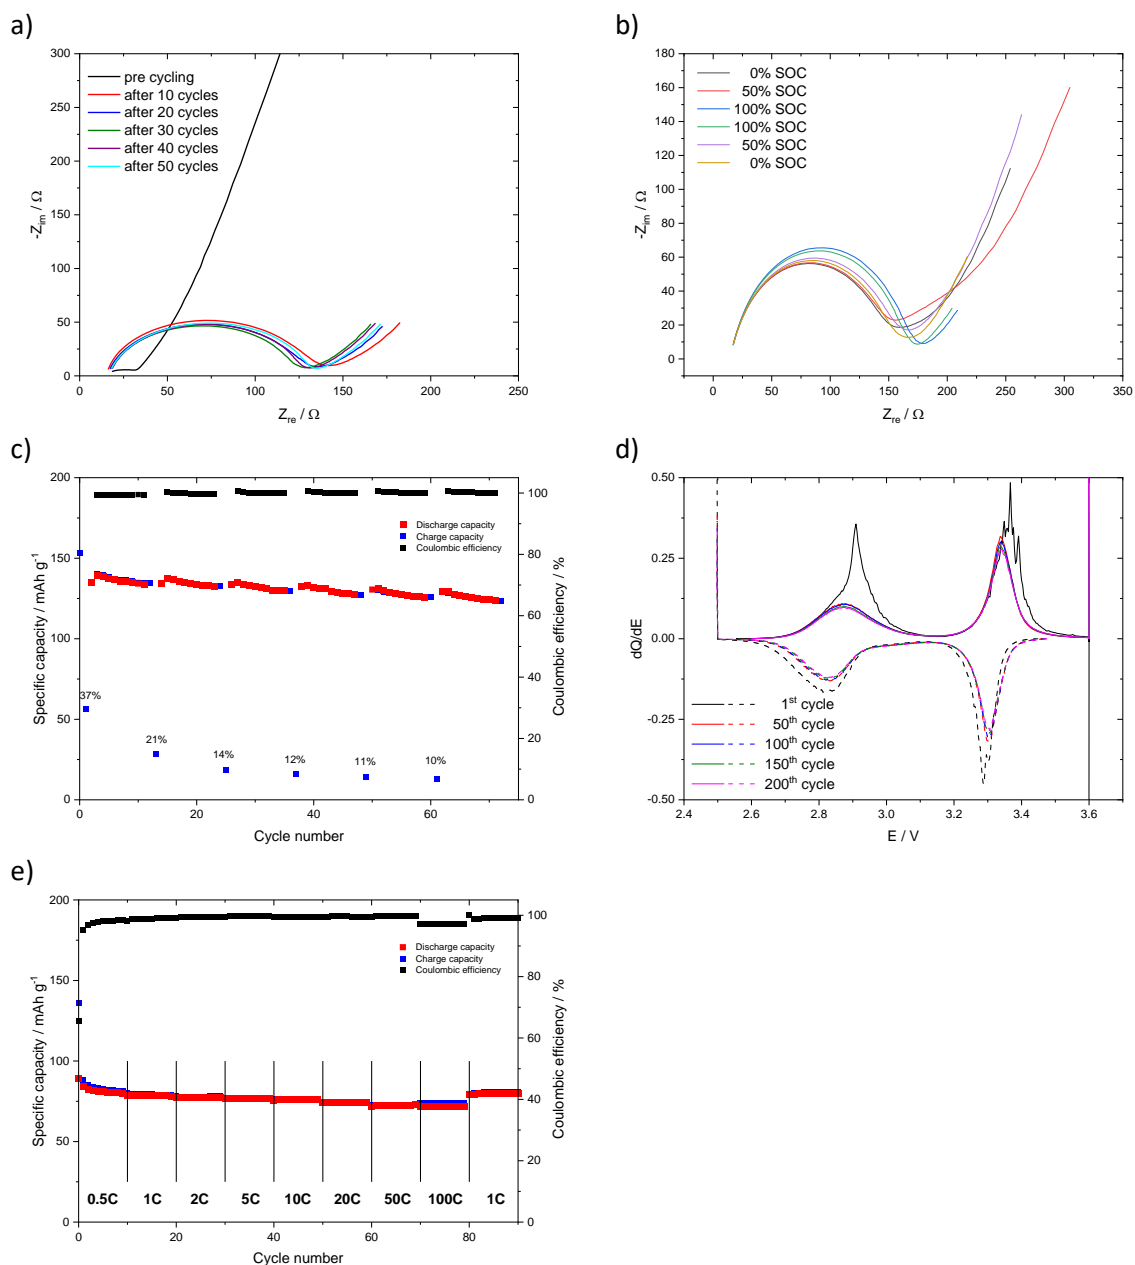 a)
300
250
200
150
100
50
0
-Z_im / Ω
pre cycling
after 10 cycles
after 20 cycles
after 30 cycles
after 40 cycles
after 50 cycles
0 50 100 150 200 250
Z_re / Ω
b)
160
140
120
100
80
60
40
20
0
-Z_im / Ω
0% SOC
50% SOC
100% SOC
100% SOC
50% SOC
0% SOC
0 50 100 150 200 250 300 350
Z_re / Ω
c)
200
150
100
50
0
Specific capacity / mAh g⁻¹
Discharge capacity
Charge capacity
Coulombic efficiency
37%
21%
14%
12%
11%
10%
100
80
60
40
20
0
Coulombic efficiency / %
0 20 40 60
Cycle number
d)
0.50
0.25
0.00
-0.25
-0.50
dQ/dE
1st cycle
50th cycle
100th cycle
150th cycle
200th cycle
2.4 2.6 2.8 3.0 3.2 3.4 3.6
E / V
e)
200
150
100
50
0
Specific capacity / mAh g⁻¹
Discharge capacity
Charge capacity
Coulombic efficiency
0.5C 1C 2C 5C 10C 20C 50C 100C 1C
100
80
60
40
20
0
Coulombic efficiency / %
0 20 40 60 80
Cycle number